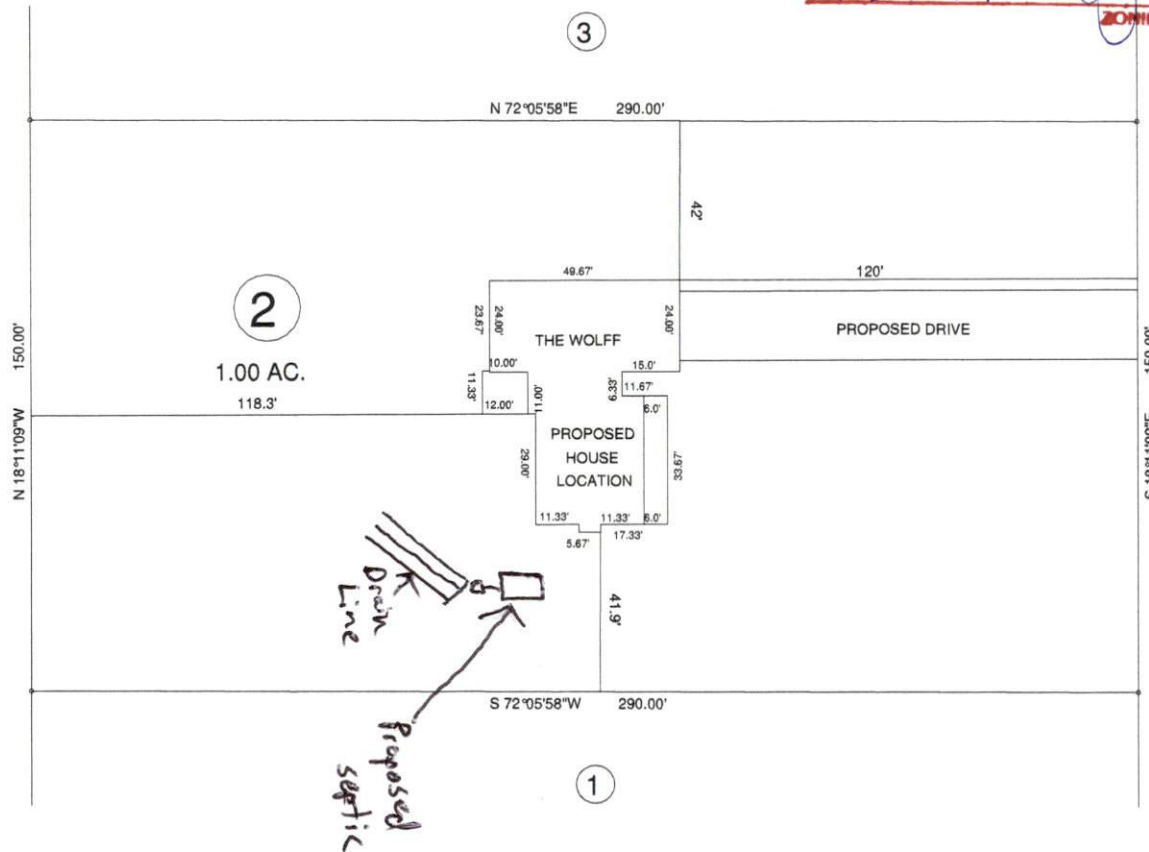 ZONI
3
N 72°05'58"E 290.00'
42'
49.67'
120'
23.67'
24.00'
24.00'
THE WOLFF
PROPOSED DRIVE
2
1.00 AC.
118.3'
N 18°11'09"W 150.00'
150.00'
10.00'
15.0'
11.33'
12.00'
11.00'
6.33'
11.67'
6.0'
PROPOSED
HOUSE
LOCATION
29.00'
33.67'
11.33'
11.33'
6.0'
5.67'
17.33'
41.9'
Drain
Line
S 72°05'58"W 290.00'
proposed
septic
1